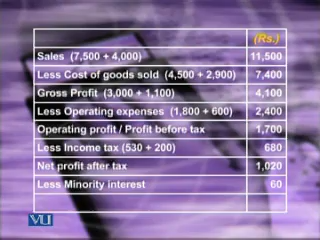 (Rs.)
Sales (7,500 + 4,000) 11,500
Less Cost of goods sold (4,500 + 2,900) 7,400
Gross Profit (3,000 + 1,100) 4,100
Less Operating expenses (1,800 + 600) 2,400
Operating profit / Profit before tax 1,700
Less Income tax (530 + 200) 680
Net profit after tax 1,020
Less Minority interest 60
VU